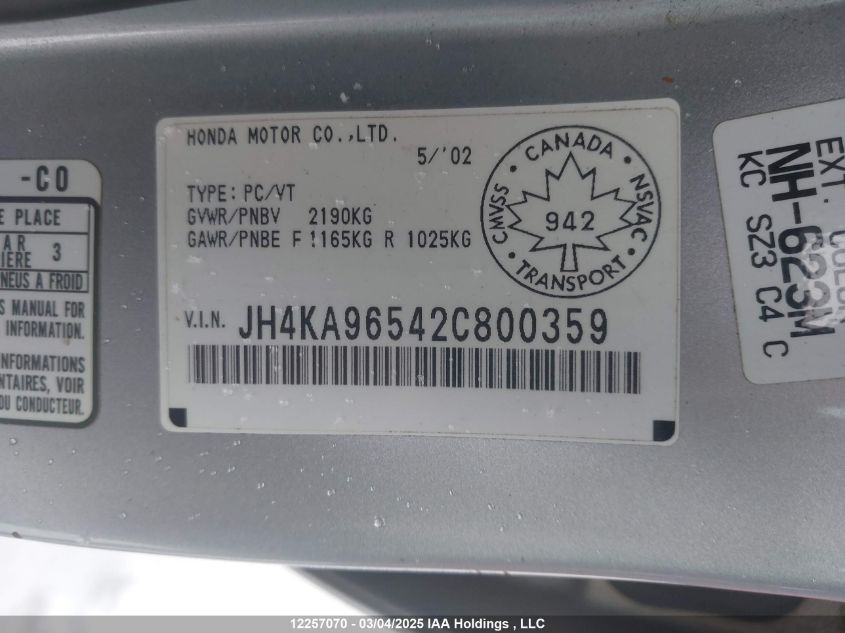 -CO
E PLACE
AR
IÈRE 3
NEUS A FROID
S MANUAL FOR
INFORMATION.
INFORMATIONS
NTAIRES, VOIR
DU CONDUCTEUR.
HONDA MOTOR CO.,LTD.
5/'02
TYPE: PC/VT
GVWR/PNBV 2190KG
GAWR/PNBE F 1165KG R 1025KG
CANADA
CMVSS
NSVAC
942
TRANSPORT
V.I.N. JH4KA96542C800359
EXT.
NH-623M
KC SZ3 C4 C
12257070 - 03/04/2025 IAA Holdings , LLC